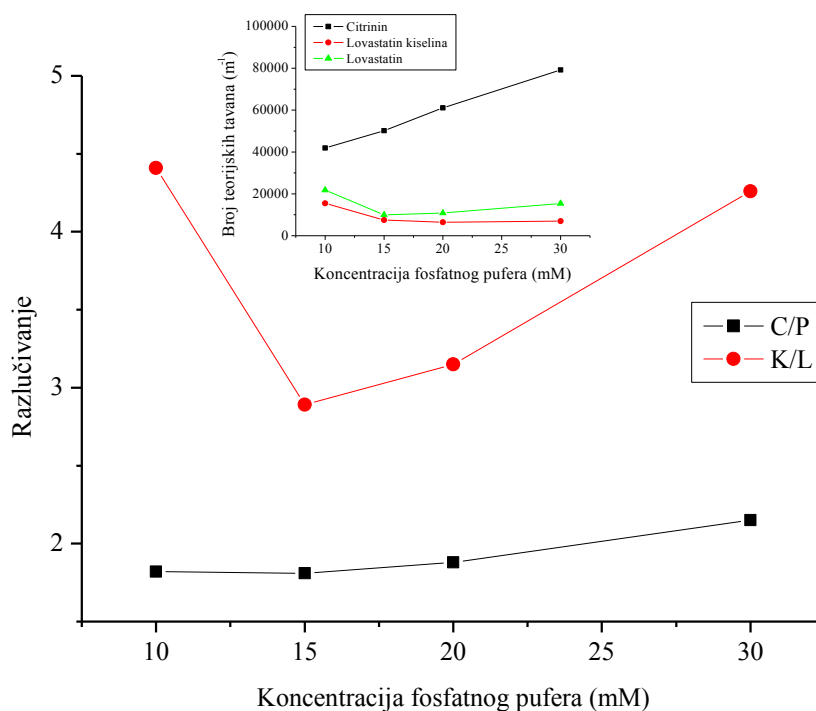 Citrinin
Lovastatin kiselina
Lovastatin
100000
80000
60000
40000
20000
0
Broj teorijskih tavana (m⁻¹)
10 15 20 25 30
Koncentracija fosfatnog pufera (mM)
5
4
3
2
Razlučivanje
C/P
K/L
10 15 20 25 30
Koncentracija fosfatnog pufera (mM)